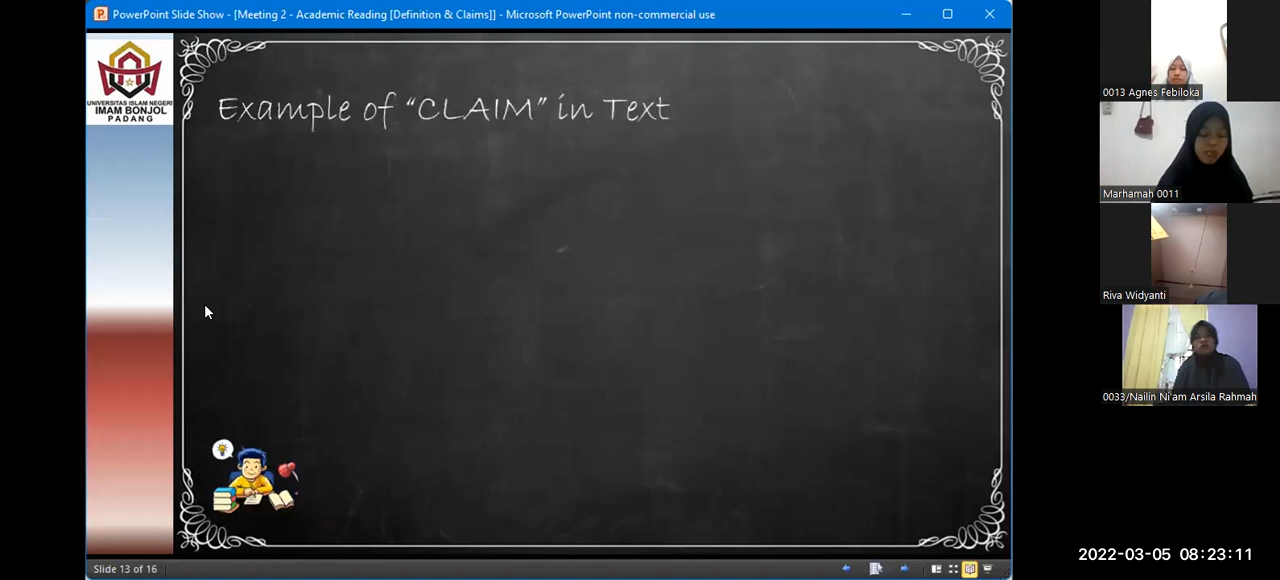 PowerPoint Slide Show - [Meeting 2 - Academic Reading [Definition & Claims]] - Microsoft PowerPoint non-commercial use
UNIVERSITAS ISLAM NEGERI
IMAM BONJOL
PADANG
Example of “CLAIM” in Text
Slide 13 of 16
0013 Agnes Febiloka
Marhamah 0011
Riva Widyanti
0033/Nailin Ni'am Arsila Rahmah
2022-03-05 08:23:11